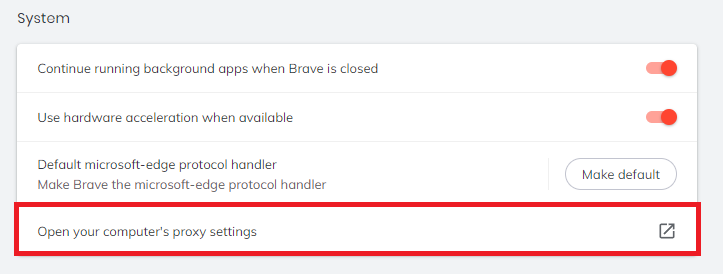 System
Continue running background apps when Brave is closed
Use hardware acceleration when available
Default microsoft-edge protocol handler
Make Brave the microsoft-edge protocol handler
Make default
Open your computer's proxy settings